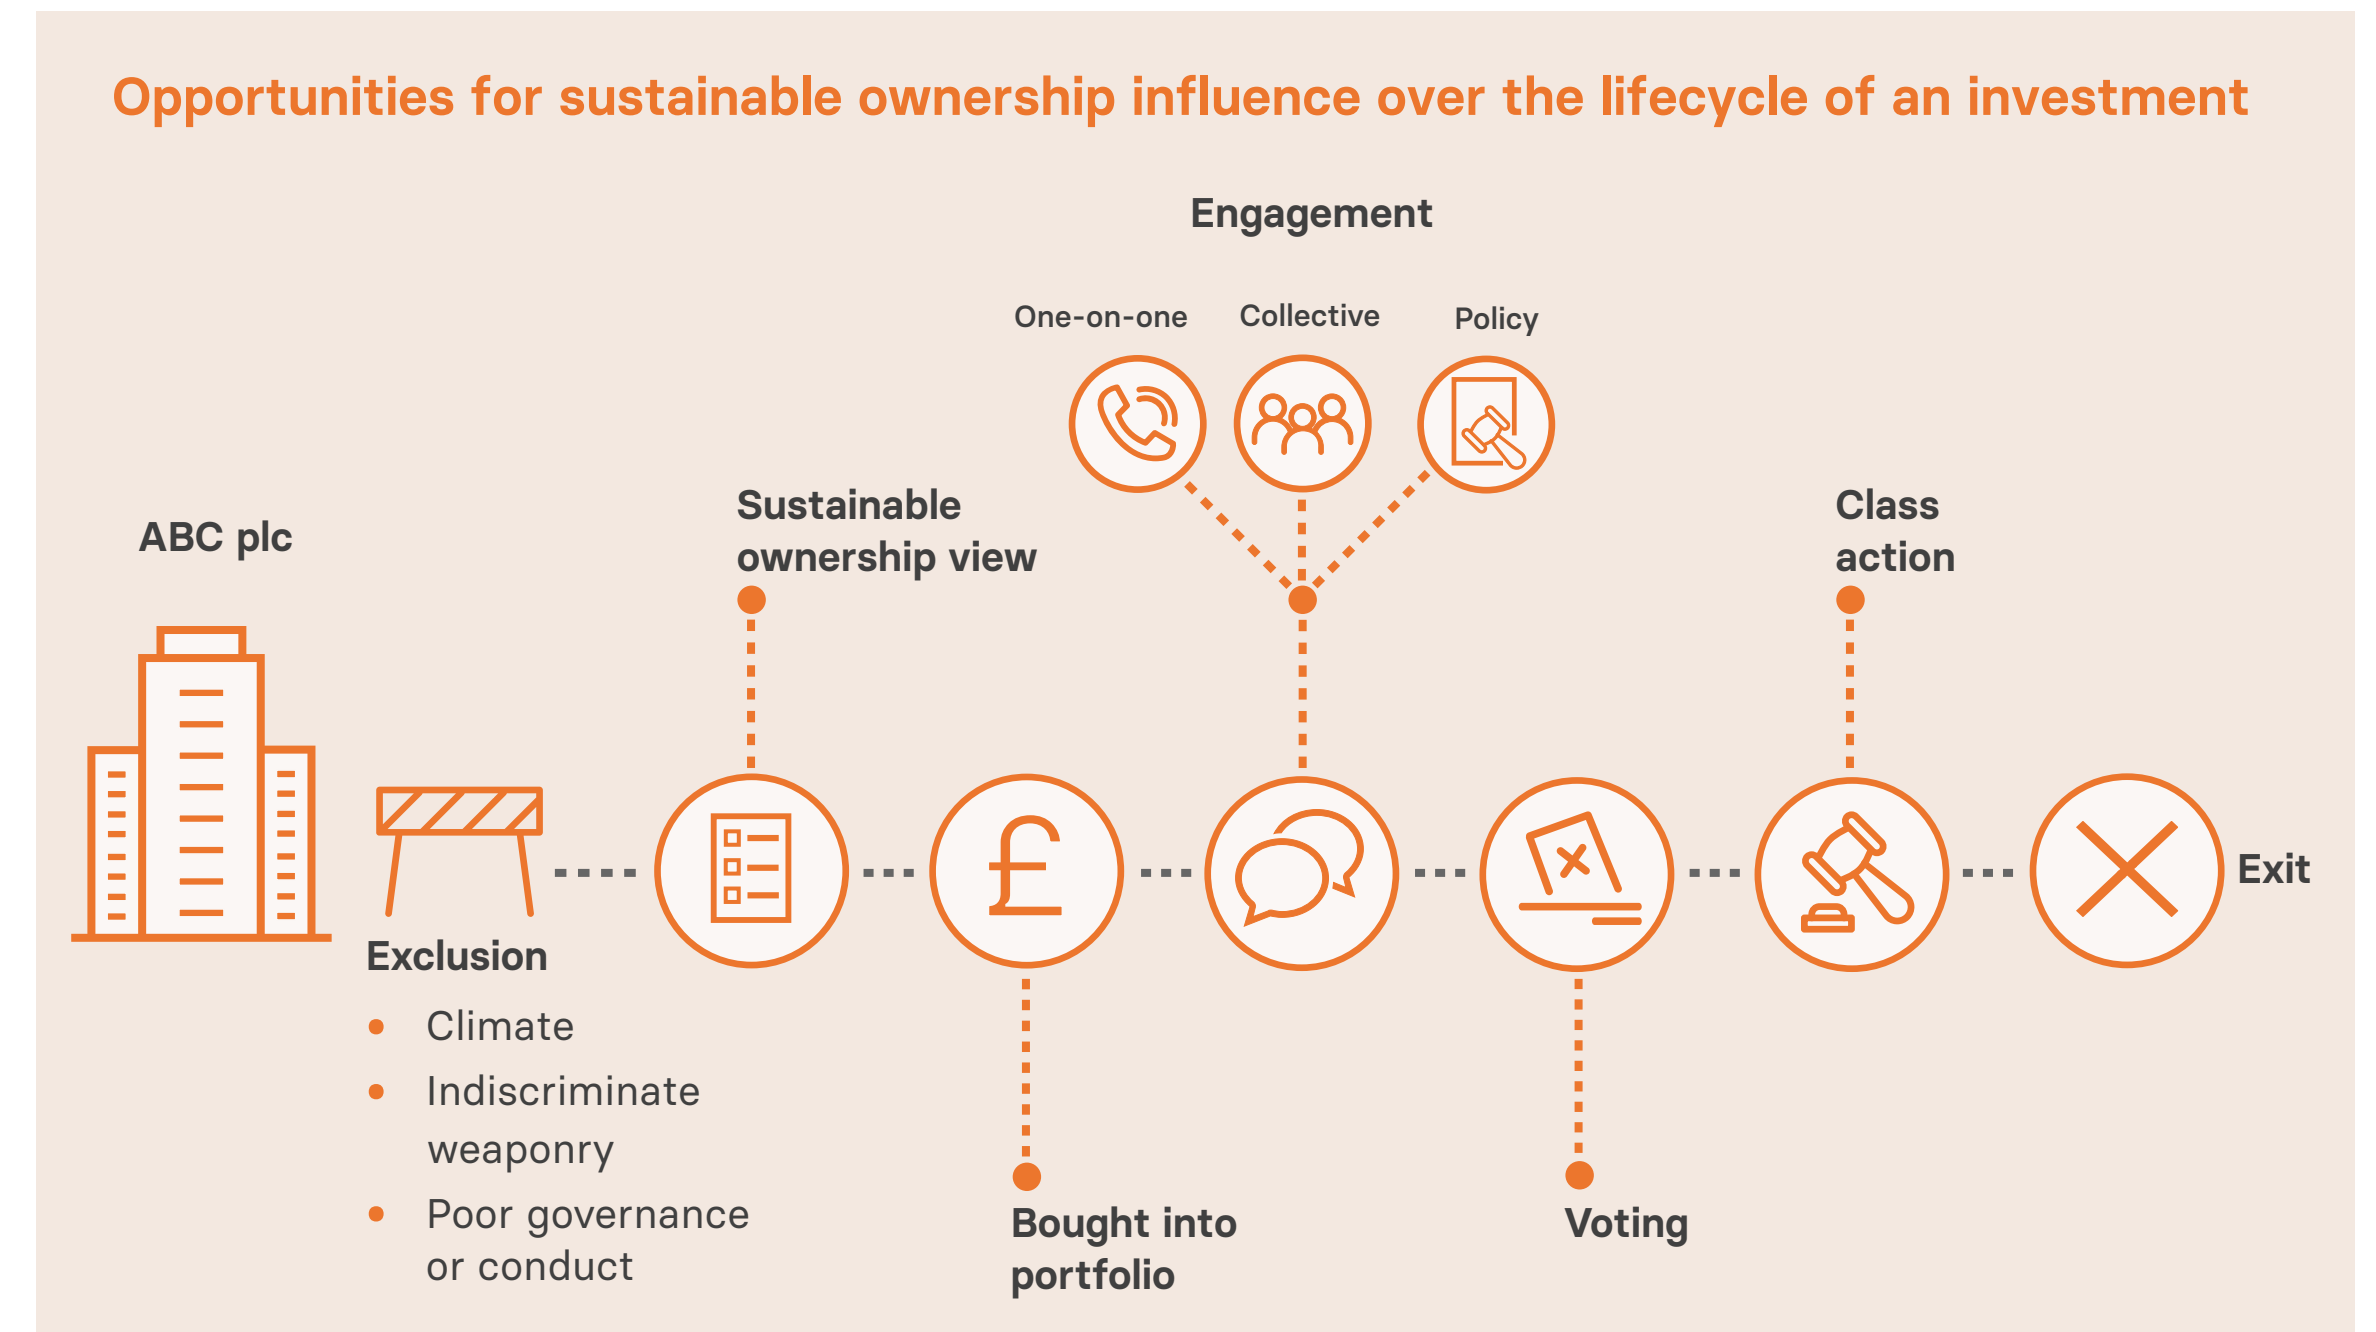 Opportunities for sustainable ownership influence over the lifecycle of an investment
Engagement
One-on-one
Collective
Policy
ABC plc
Sustainable
ownership view
Class
action
Exit
Exclusion
• Climate
• Indiscriminate
weaponry
• Poor governance
or conduct
Bought into
portfolio
Voting